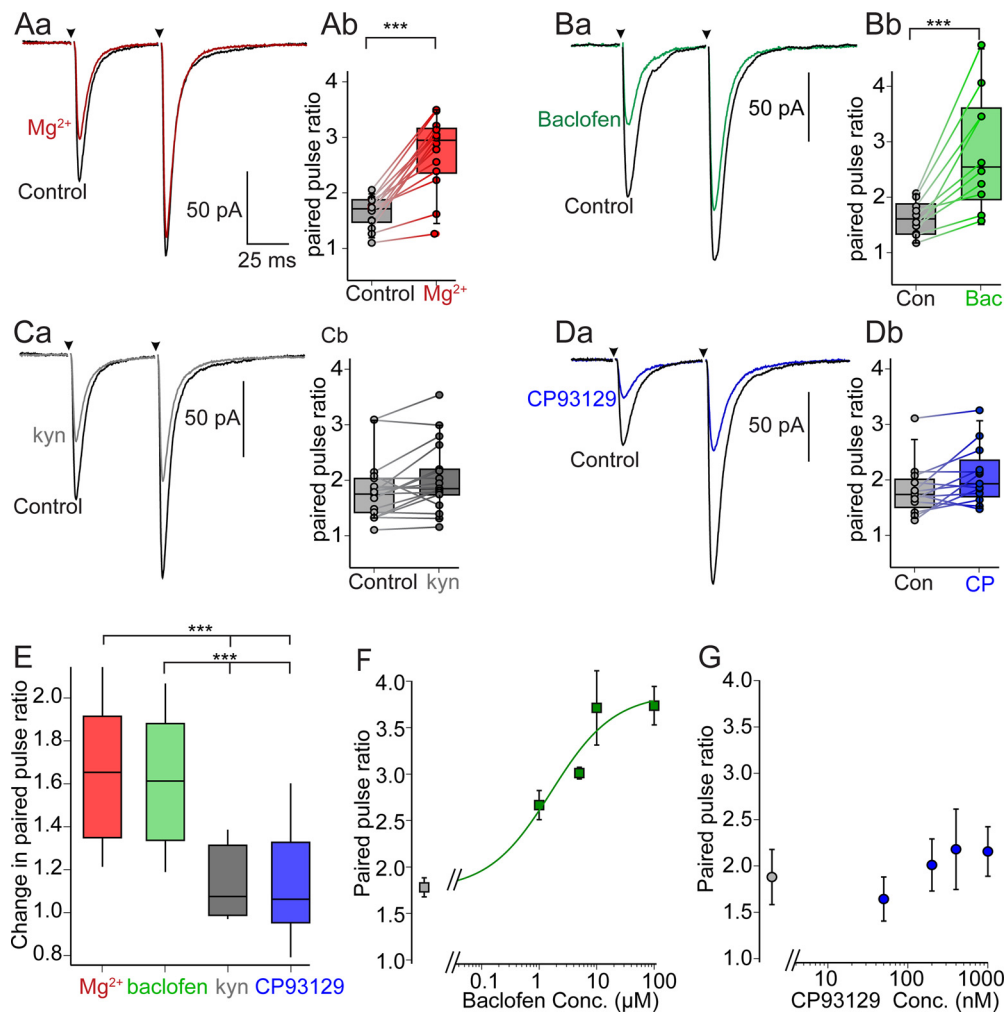 Aa
Mg²⁺
Control
50 pA
25 ms
Ab
***
paired pulse ratio
4
3
2
1
Control
Mg²⁺
Ba
Baclofen
Control
50 pA
Bb
***
paired pulse ratio
4
3
2
1
Con
Bac
Ca
kyn
Control
50 pA
Cb
paired pulse ratio
4
3
2
1
Control
kyn
Da
CP93129
Control
50 pA
Db
paired pulse ratio
4
3
2
1
Con
CP
E
***
***
Change in paired pulse ratio
2.0
1.8
1.6
1.4
1.2
1.0
0.8
Mg²⁺ baclofen kyn CP93129
F
Paired pulse ratio
4.0
3.5
3.0
2.5
2.0
1.5
1.0
0.1 1 10 100
Baclofen Conc. (µM)
G
Paired pulse ratio
4.0
3.5
3.0
2.5
2.0
1.5
1.0
10 100 1000
CP93129 Conc. (nM)